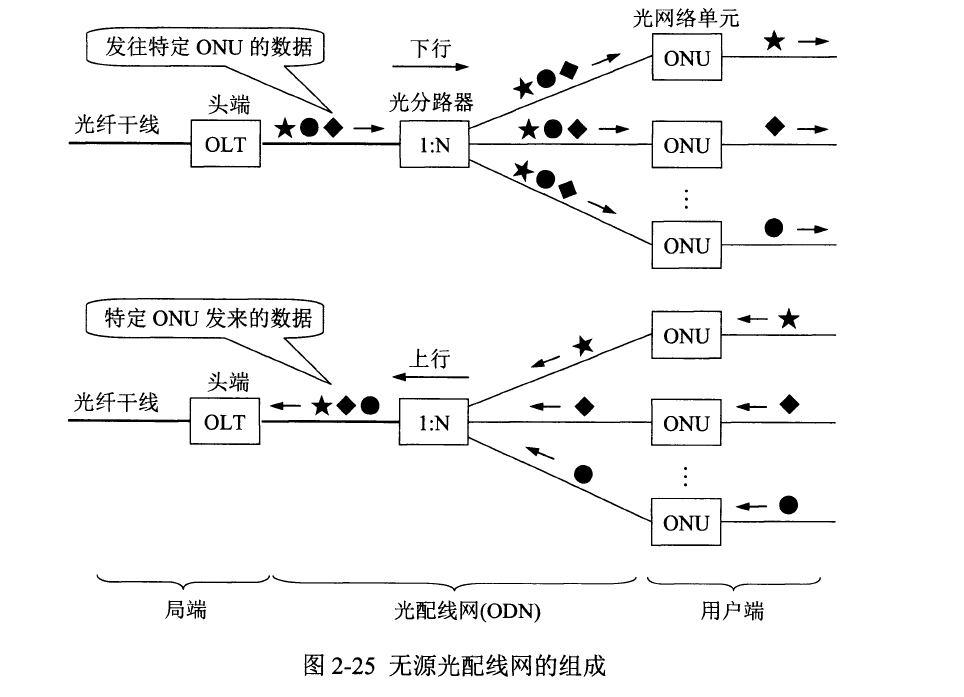 光网络单元
发往特定 ONU 的数据
下行
ONU
头端
光分路器
光纤干线
OLT
1:N
ONU
⋮
ONU
特定 ONU 发来的数据
上行
ONU
头端
光纤干线
OLT
1:N
ONU
⋮
ONU
局端
光配线网(ODN)
用户端
图 2-25 无源光配线网的组成